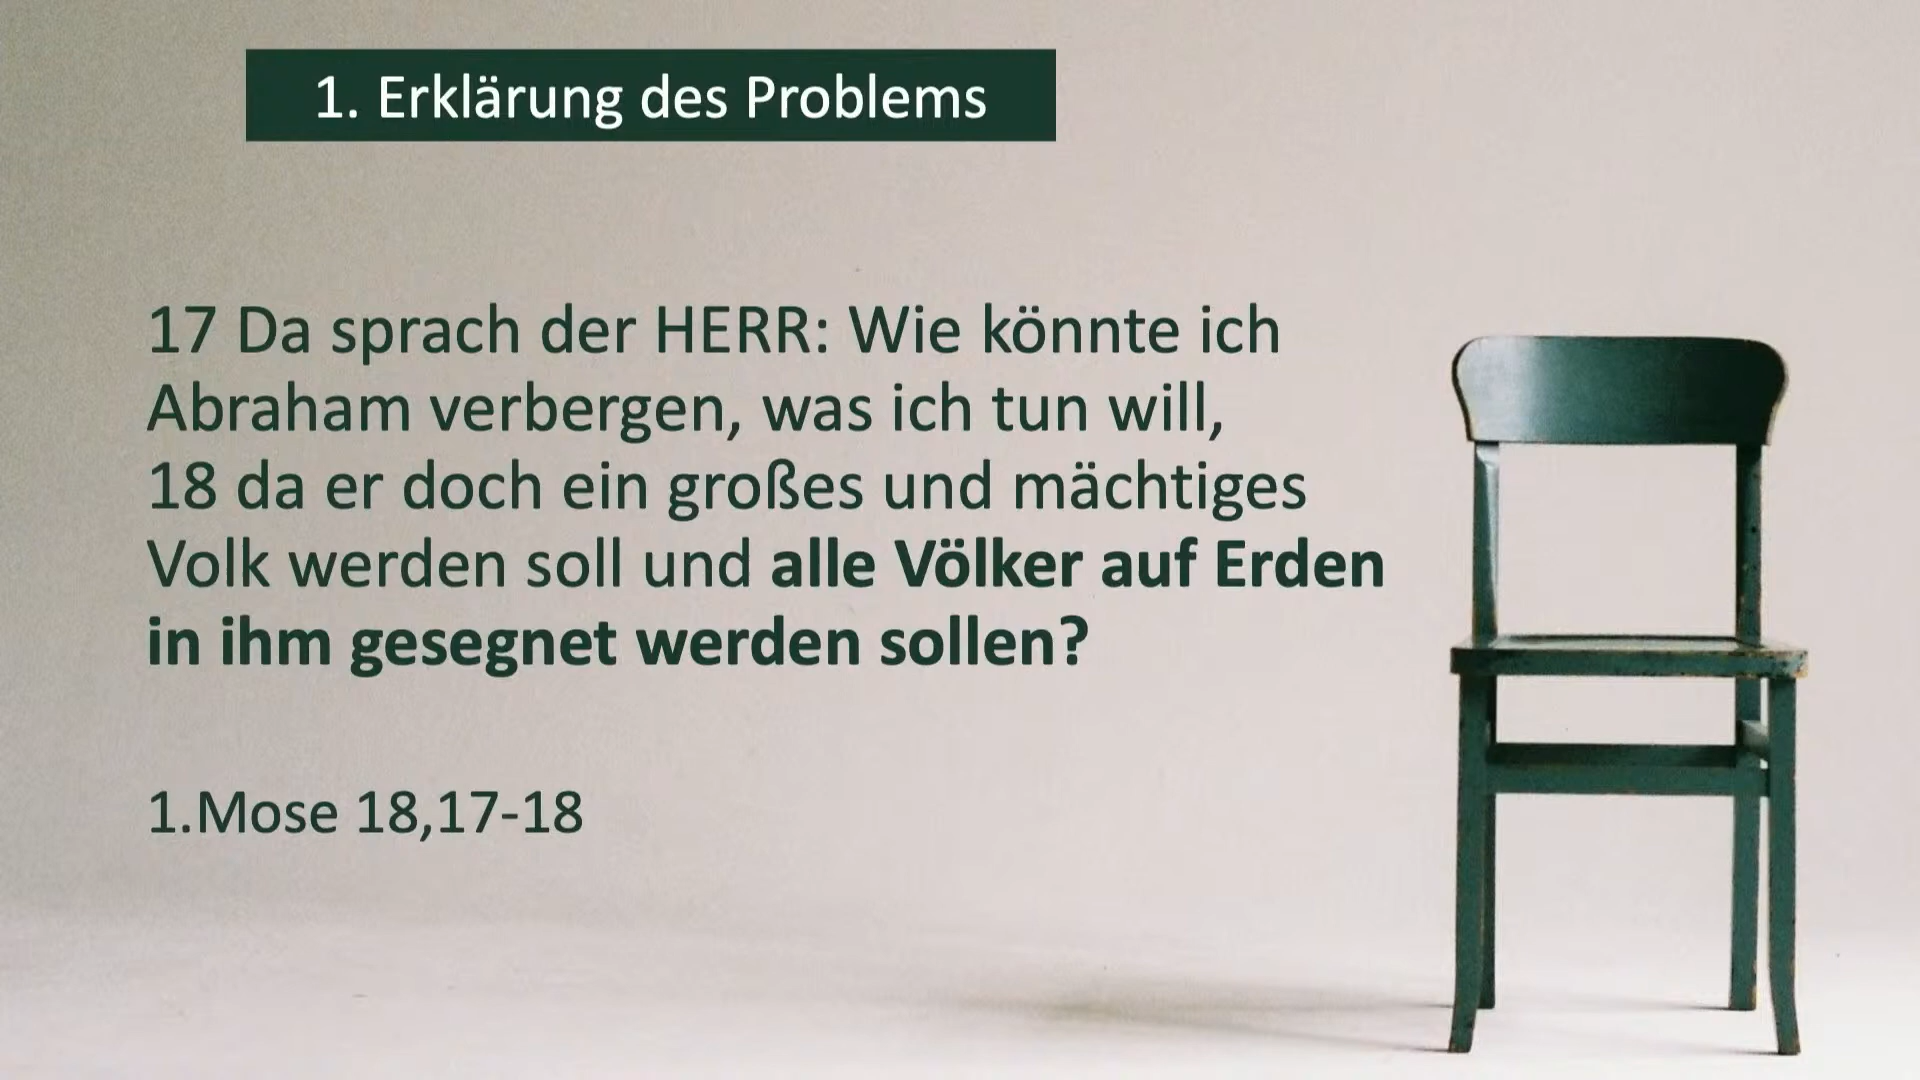 1. Erklärung des Problems
17 Da sprach der HERR: Wie könnte ich
Abraham verbergen, was ich tun will,
18 da er doch ein großes und mächtiges
Volk werden soll und alle Völker auf Erden
in ihm gesegnet werden sollen?
1.Mose 18,17-18